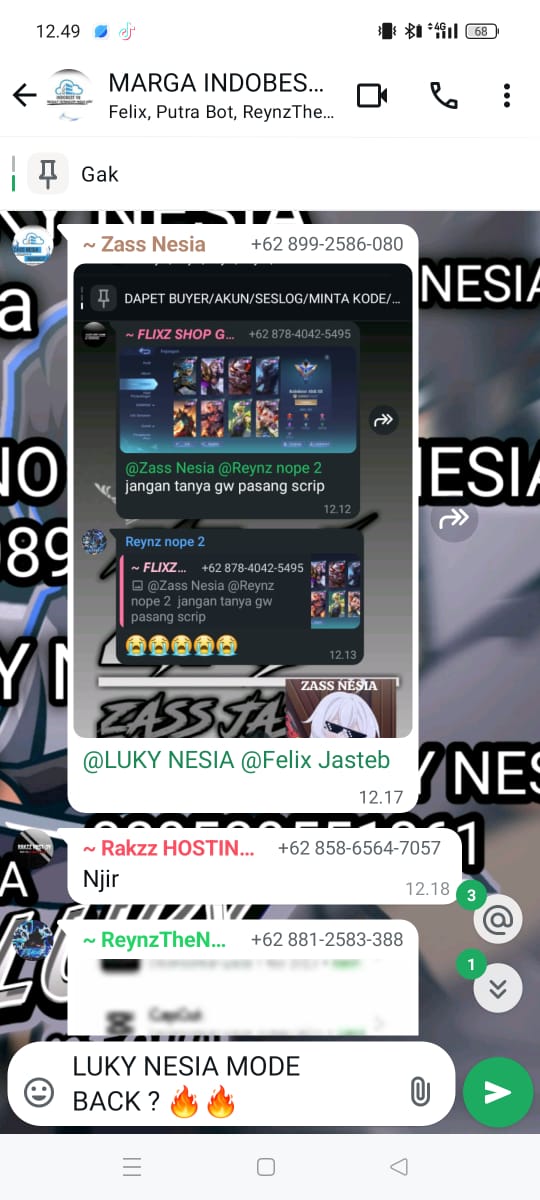 12.49
4G
68
MARGA INDOBES...
Felix, Putra Bot, ReynzThe...
Gak
~ Zass Nesia +62 899-2586-080
DAPET BUYER/AKUN/SESLOG/MINTA KODE/...
~ FLIXZ SHOP G... +62 878-4042-5495
@Zass Nesia @Reynz nope 2
jangan tanya gw pasang scrip
12.12
Reynz nope 2
~ FLIXZ... +62 878-4042-5495
@Zass Nesia @Reynz
nope 2 jangan tanya gw
pasang scrip
😭😭😭😭😭
12.13
ZASS NESIA
ZASS JA
@LUKY NESIA @Felix Jasteb
12.17
~ Rakzz HOSTIN... +62 858-6564-7057
Njir
12.18
3
~ ReynzTheN... +62 881-2583-388
1
CapCut
LUKY NESIA MODE
BACK ? 🔥🔥